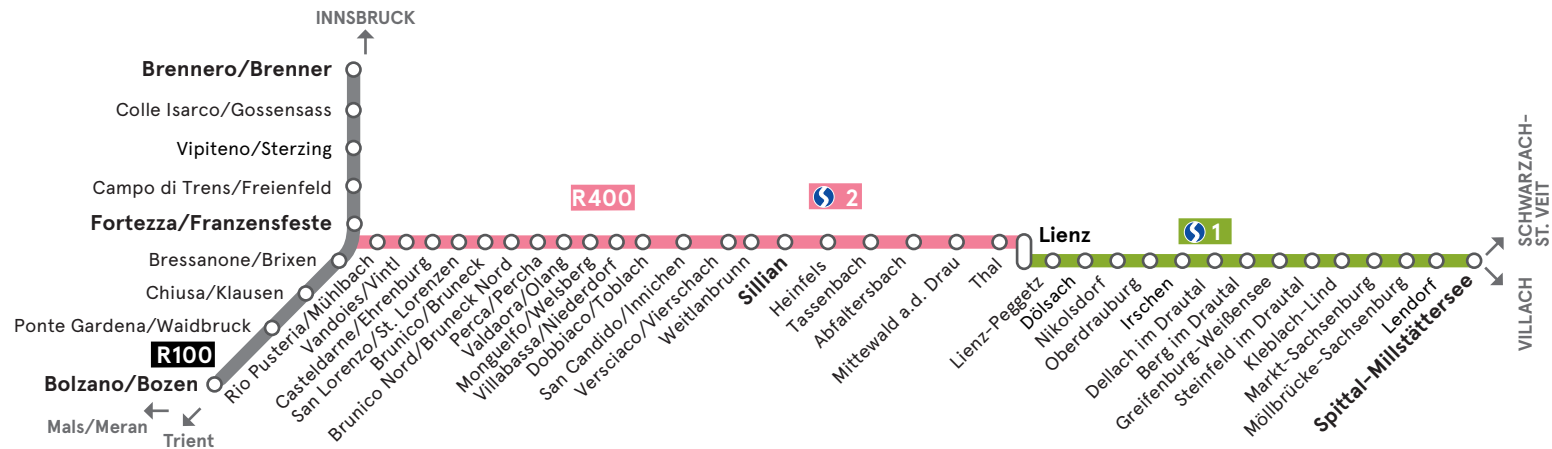 INNSBRUCK
Brennero/Brenner
Colle Isarco/Gossensass
Vipiteno/Sterzing
Campo di Trens/Freienfeld
Fortezza/Franzensfeste
Bressanone/Brixen
Chiusa/Klausen
Ponte Gardena/Waidbruck
R100
Bolzano/Bozen
Mals/Meran
Trient
R400
2
Rio Pusteria/Mühlbach
Vandoies/Vintl
Casteldarne/Ehrenburg
San Lorenzo/St. Lorenzen
Brunico/Bruneck
Brunico Nord/Bruneck Nord
Perca/Percha
Valdaora/Olang
Monguelfo/Welsberg
Villabassa/Niederdorf
Dobbiaco/Toblach
San Candido/Innichen
Versciaco/Vierschach
Weitlanbrunn
Sillian
Heinfels
Tassenbach
Abfaltersbach
Mittewald a.d. Drau
Thal
Lienz
1
Lienz-Peggetz
Dölsach
Nikolsdorf
Oberdrauburg
Irschen
Dellach im Drautal
Berg im Drautal
Greifenburg-Weißensee
Steinfeld im Drautal
Kleblach-Lind
Markt-Sachsenburg
Möllbrücke-Sachsenburg
Lendorf
Spittal-Millstättersee
SCHWARZACH-
ST. VEIT
VILLACH